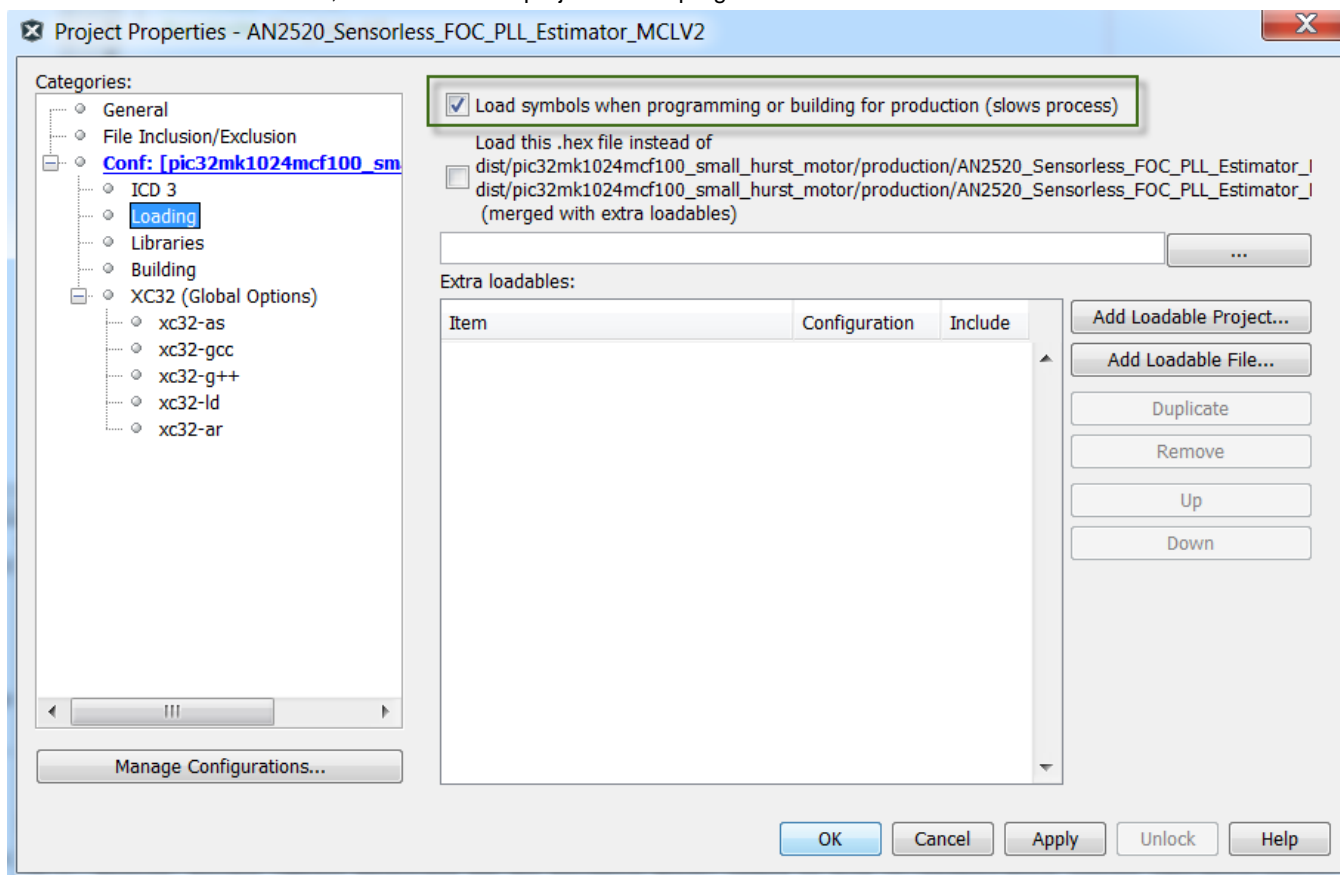 Project Properties - AN2520_Sensorless_FOC_PLL_Estimator_MCLV2
X
Categories:
General
File Inclusion/Exclusion
Conf: [pic32mk1024mcf100_sm
ICD 3
Loading
Libraries
Building
XC32 (Global Options)
xc32-as
xc32-gcc
xc32-g++
xc32-ld
xc32-ar
Manage Configurations...
Load symbols when programming or building for production (slows process)
Load this .hex file instead of
dist/pic32mk1024mcf100_small_hurst_motor/production/AN2520_Sensorless_FOC_PLL_Estimator_
dist/pic32mk1024mcf100_small_hurst_motor/production/AN2520_Sensorless_FOC_PLL_Estimator_
(merged with extra loadables)
...
Extra loadables:
Item Configuration Include
Add Loadable Project...
Add Loadable File...
Duplicate
Remove
Up
Down
OK Cancel Apply Unlock Help